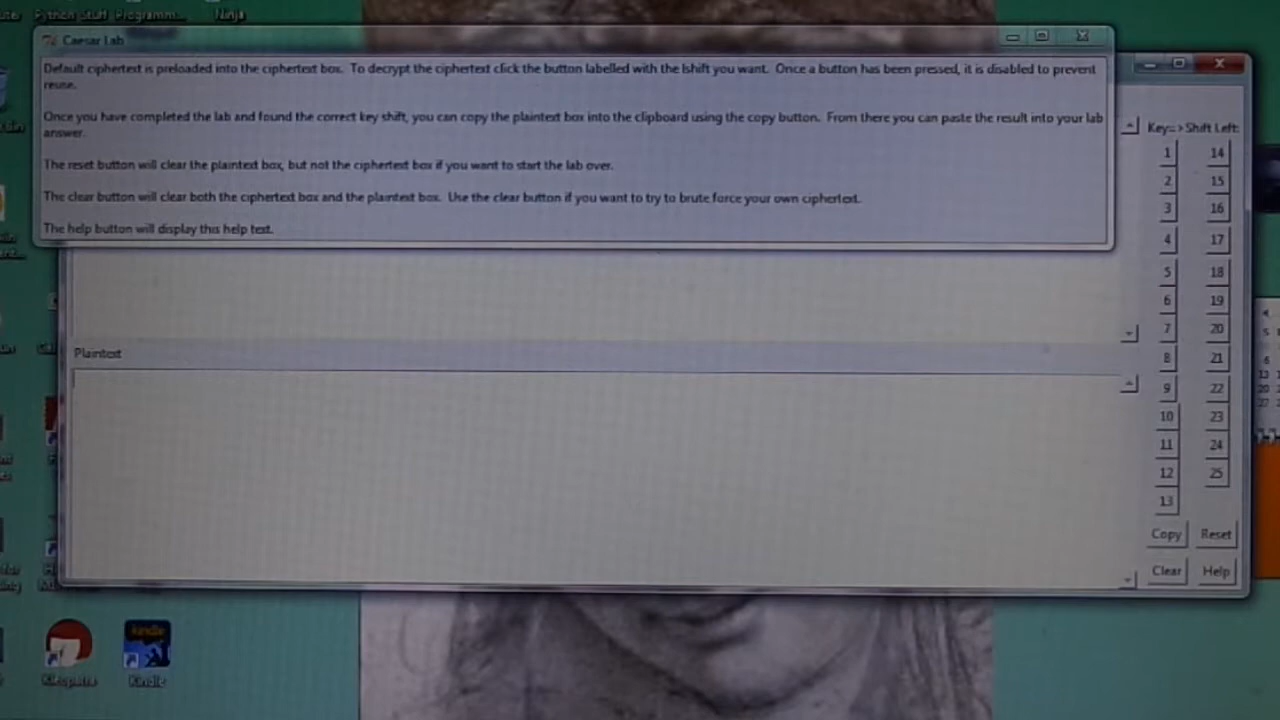 Python Stuff Programm... Ninja
Caesar Lab
Default ciphertext is preloaded into the ciphertext box. To decrypt the ciphertext click the button labelled with the lshift you want. Once a button has been pressed, it is disabled to prevent
reuse.
Once you have completed the lab and found the correct key shift, you can copy the plaintext box into the clipboard using the copy button. From there you can paste the result into your lab
answer.
The reset button will clear the plaintext box, but not the ciphertext box if you want to start the lab over.
The clear button will clear both the ciphertext box and the plaintext box. Use the clear button if you want to try to brute force your own ciphertext.
The help button will display this help text.
Key=>Shift Left:
1 14
2 15
3 16
4 17
5 18
6 19
7 20
8 21
9 22
10 23
11 24
12 25
13
Copy Reset
Clear Help
Plaintext
Kleopatra
kindle
Kindle